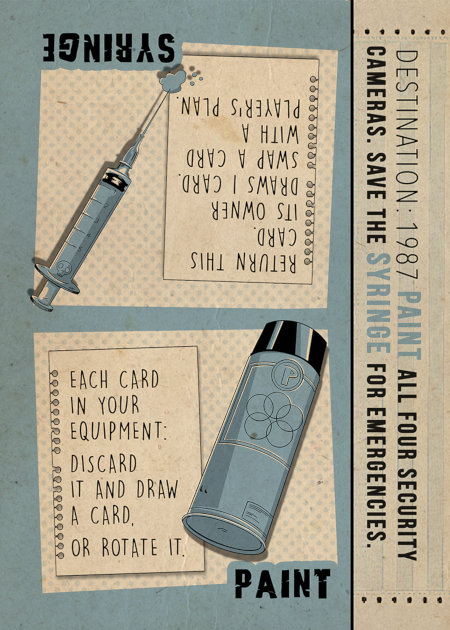 SYRINGE
RETURN THIS
CARD.
ITS OWNER
DRAWS 1 CARD.
SWAP A CARD
WITH A
PLAYER'S PLAN.
EACH CARD
IN YOUR
EQUIPMENT:
DISCARD
IT AND DRAW
A CARD,
OR ROTATE IT.
P
PAINT
DESTINATION: 1987 PAINT ALL FOUR SECURITY
CAMERAS. SAVE THE SYRINGE FOR EMERGENCIES.